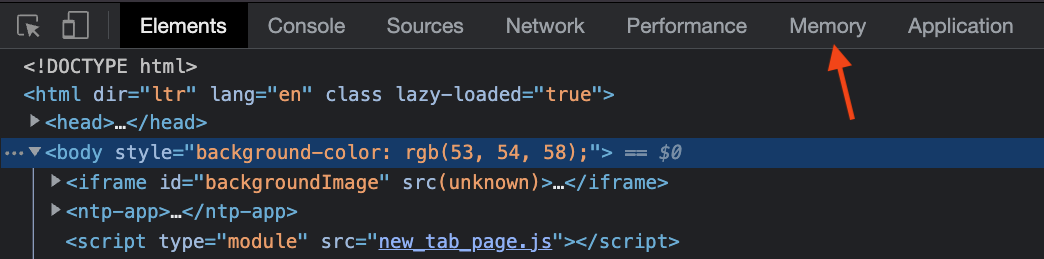 Elements Console Sources Network Performance Memory Application
<!DOCTYPE html>
<html dir="ltr" lang="en" class lazy-loaded="true">
<head>…</head>
<body style="background-color: rgb(53, 54, 58);"> == $0
<iframe id="backgroundImage" src(unknown)>…</iframe>
<ntp-app>…</ntp-app>
<script type="module" src="new_tab_page.js"></script>